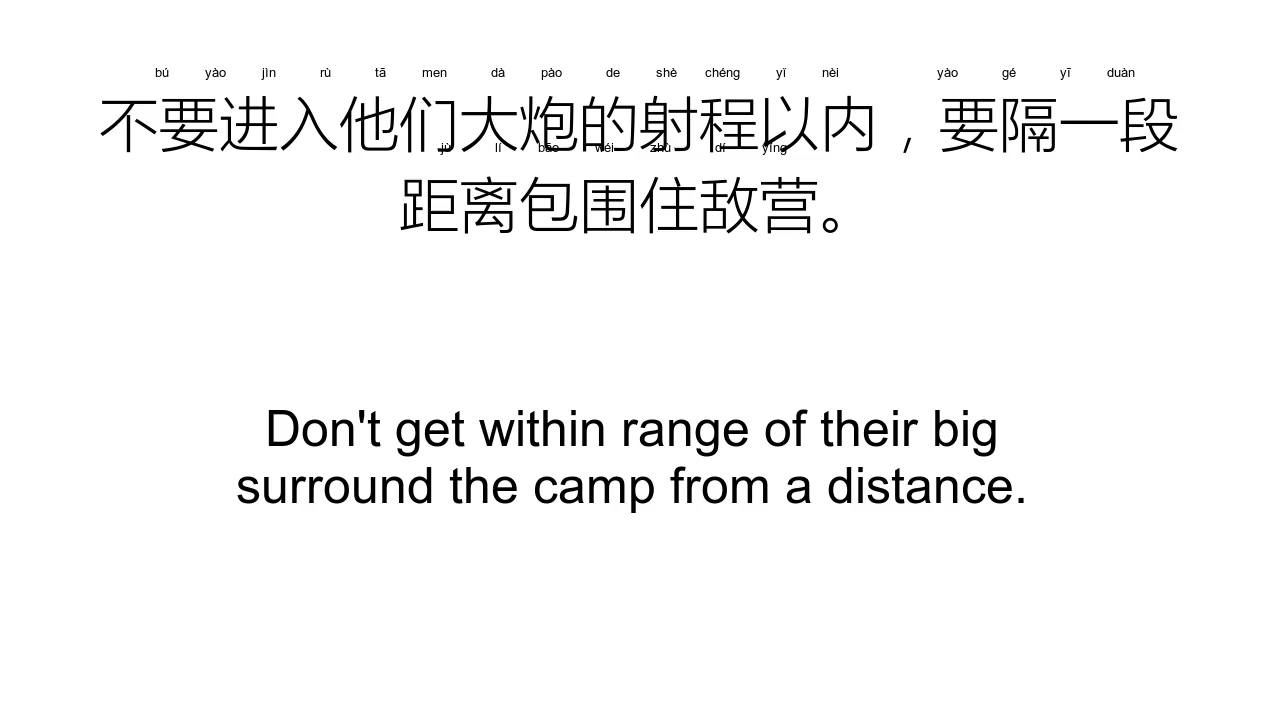 bú yào jìn rù tā men dà pào de shè chéng yǐ nèi yào gé yī duàn
不要进入他们大炮的射程以内，要隔一段
jù lí bāo wéi zhù dí yíng
距离包围住敌营。
Don't get within range of their big
surround the camp from a distance.